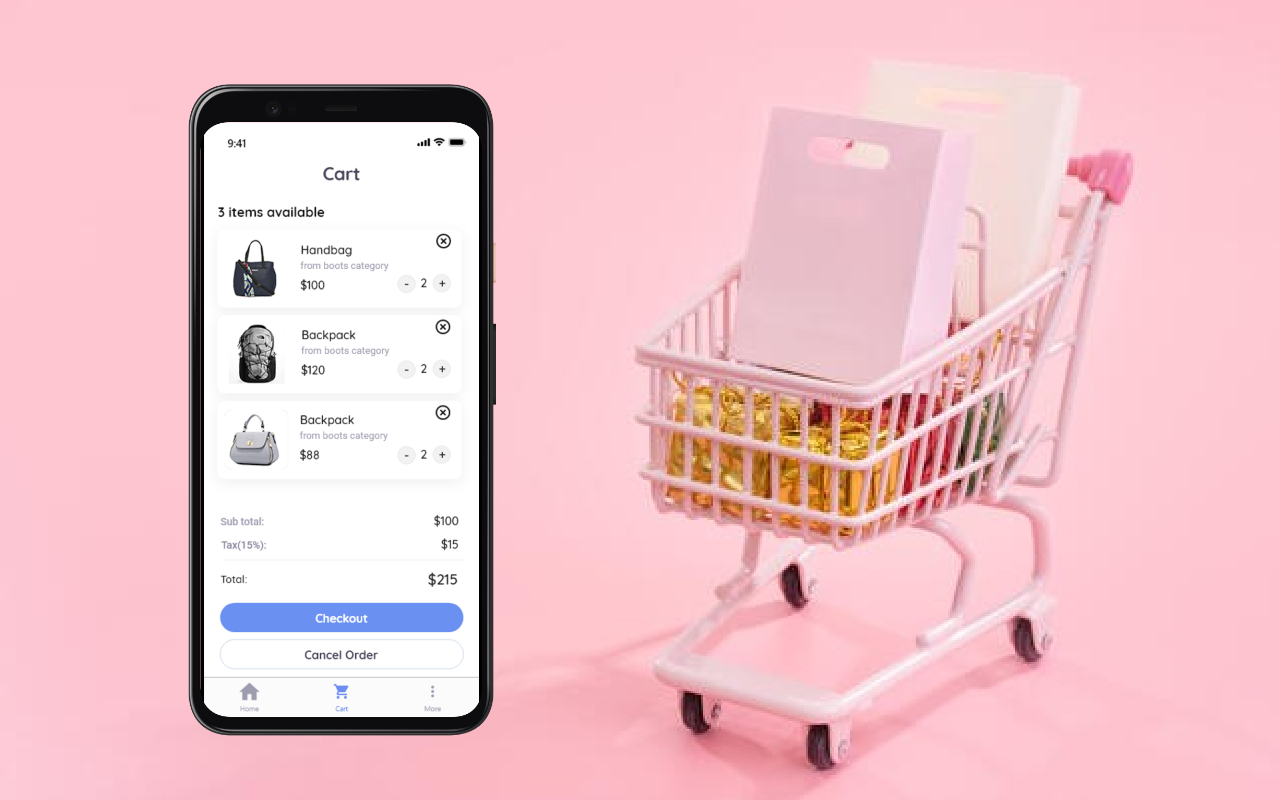 9:41
Cart
3 items available
Handbag
from boots category
$100
- 2 +
Backpack
from boots category
$120
- 2 +
Backpack
from boots category
$88
- 2 +
Sub total: $100
Tax(15%): $15
Total: $215
Checkout
Cancel Order
Home Cart More